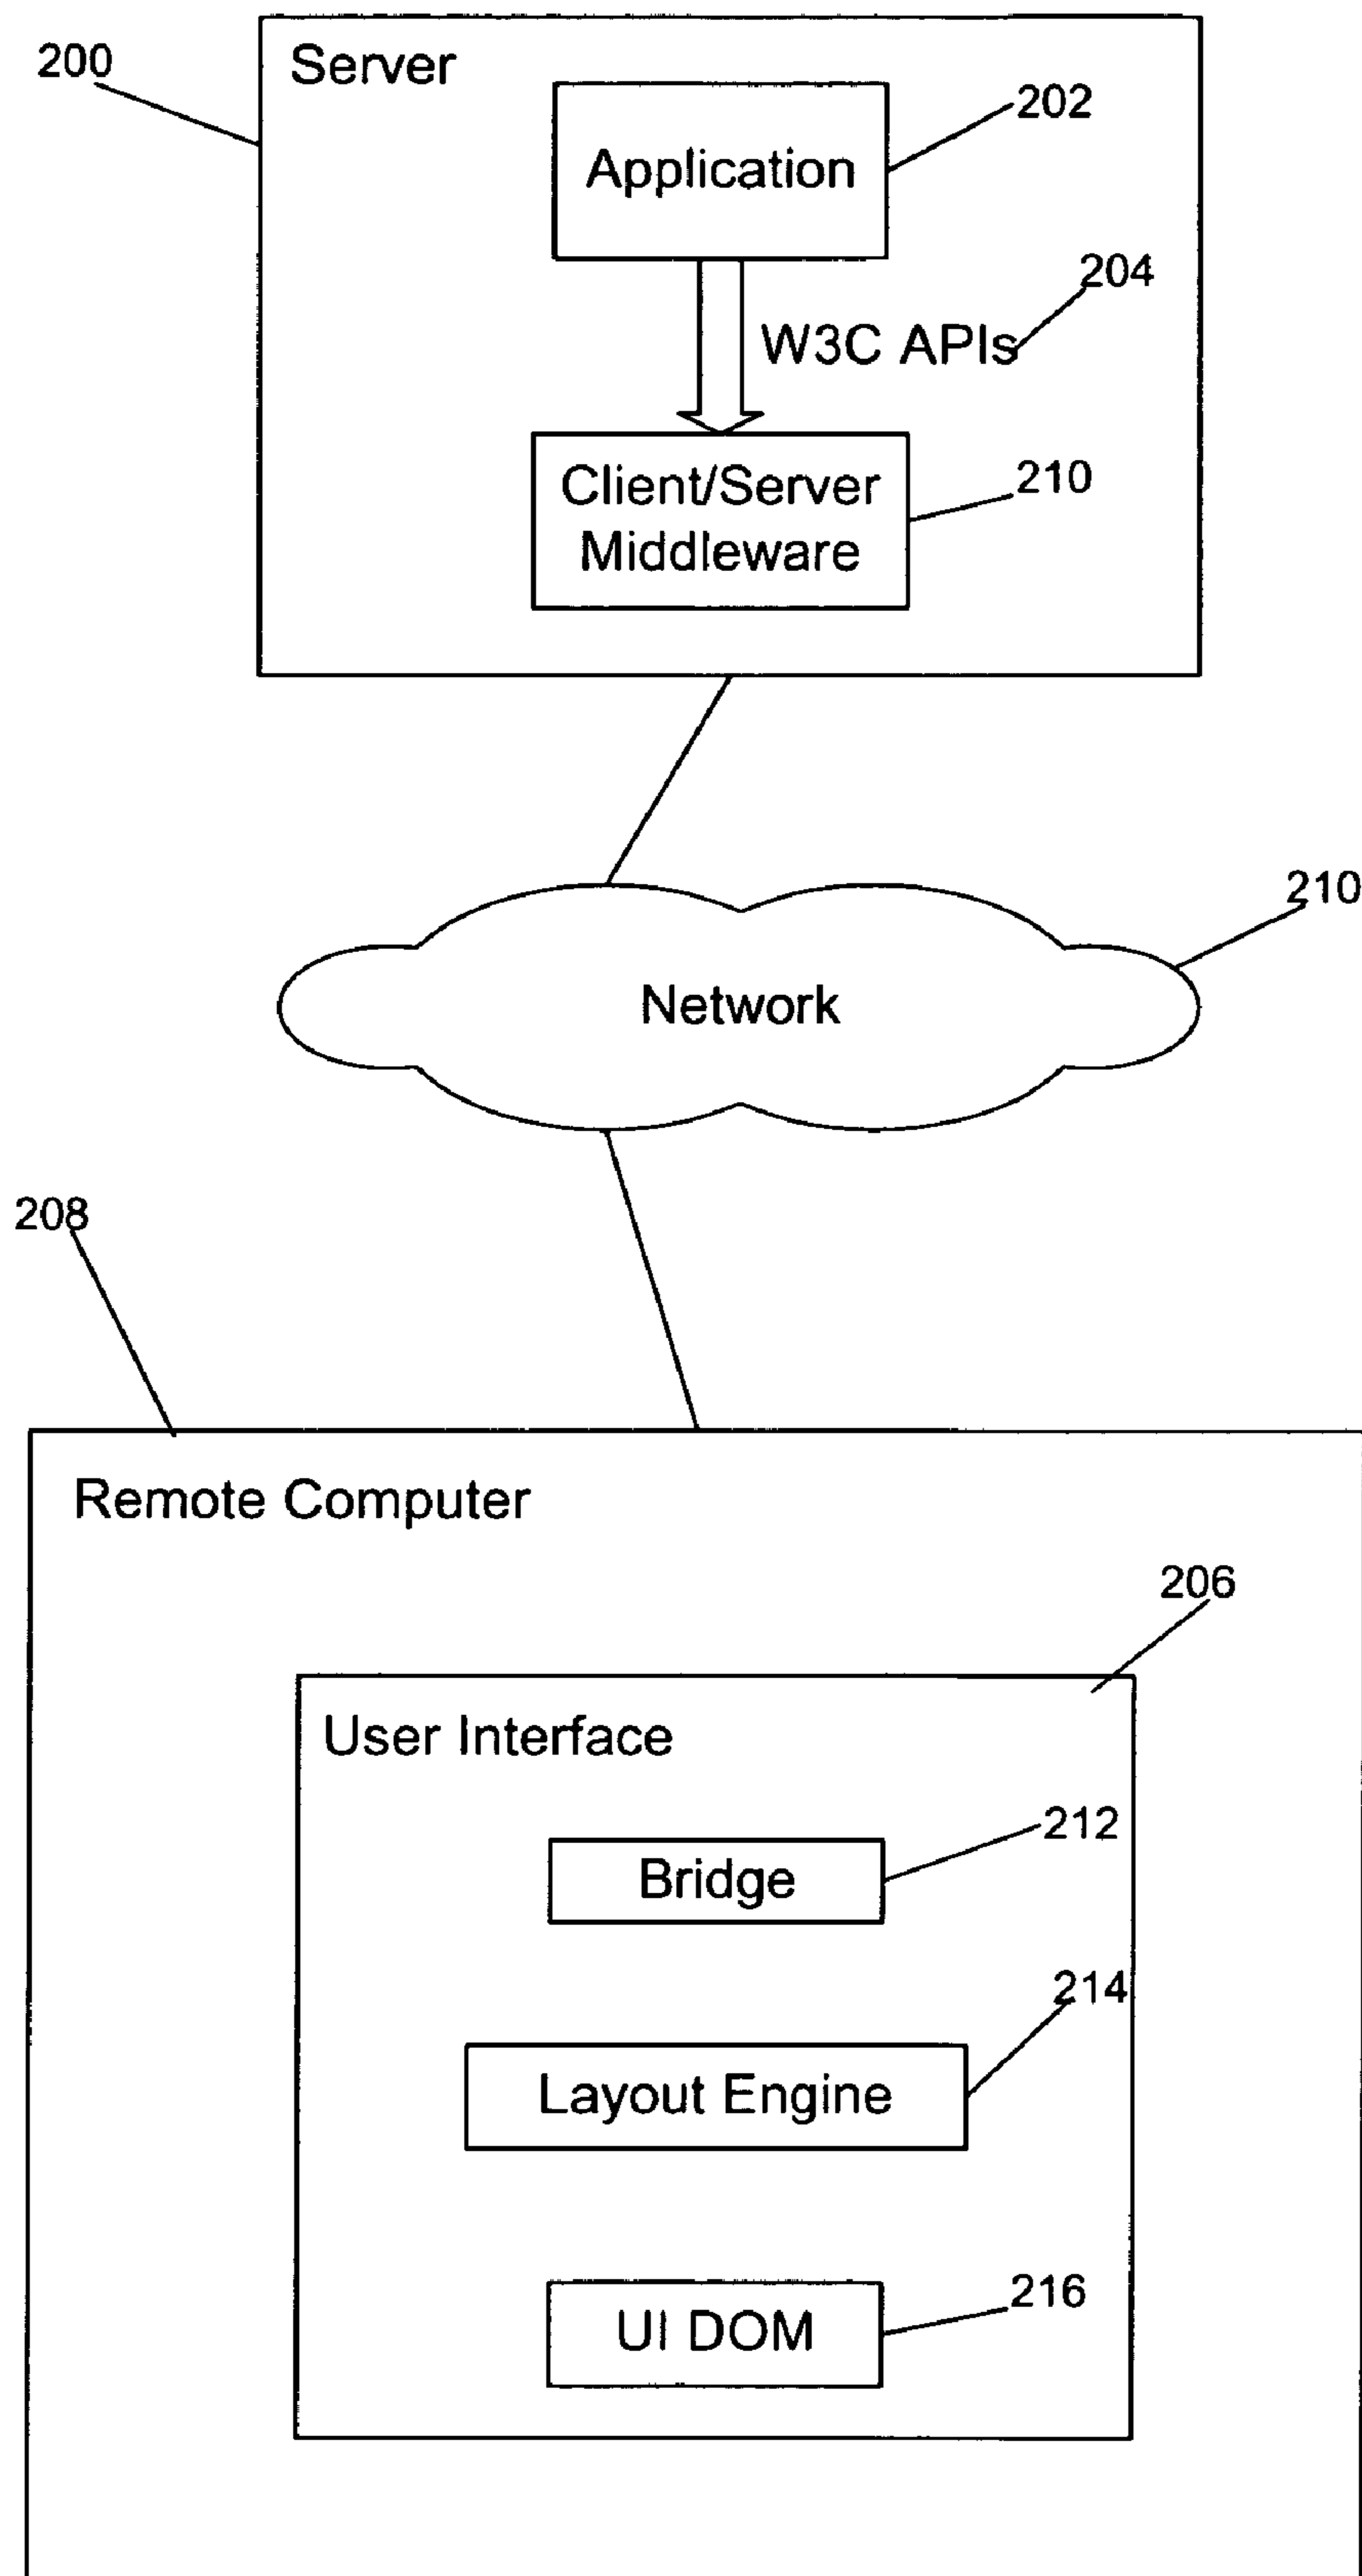 200
Server
202
Application
204
W3C APIs
Client/Server
Middleware
210
210
Network
208
Remote Computer
206
User Interface
212
Bridge
214
Layout Engine
216
UI DOM